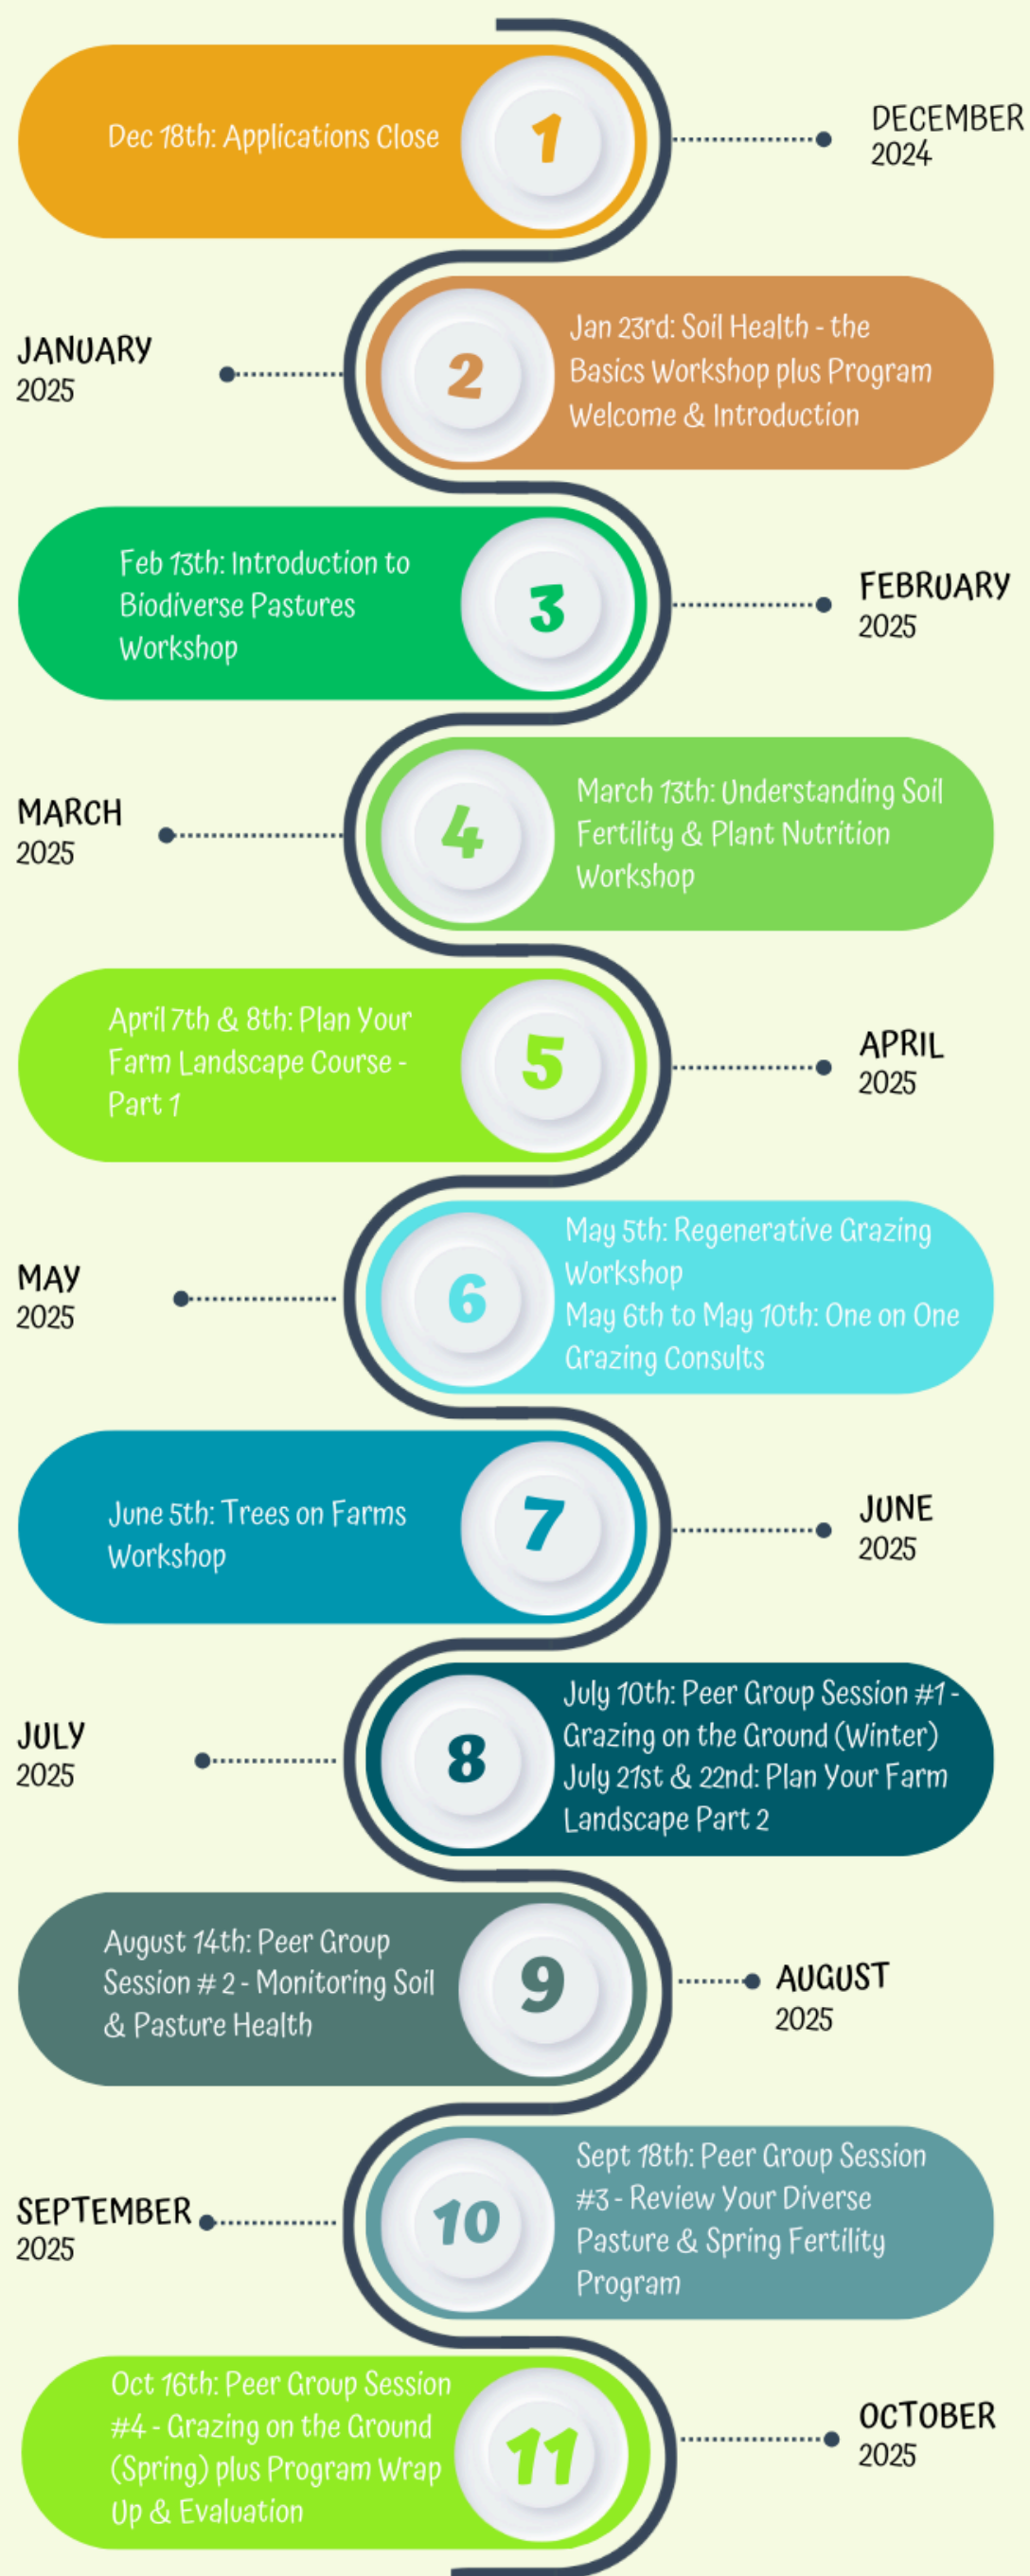 Dec 18th: Applications Close
1
DECEMBER
2024
JANUARY
2025
2
Jan 23rd: Soil Health - the
Basics Workshop plus Program
Welcome & Introduction
Feb 13th: Introduction to
Biodiverse Pastures
Workshop
3
FEBRUARY
2025
MARCH
2025
4
March 13th: Understanding Soil
Fertility & Plant Nutrition
Workshop
April 7th & 8th: Plan Your
Farm Landscape Course -
Part 1
5
APRIL
2025
MAY
2025
6
May 5th: Regenerative Grazing
Workshop
May 6th to May 10th: One on One
Grazing Consults
June 5th: Trees on Farms
Workshop
7
JUNE
2025
JULY
2025
8
July 10th: Peer Group Session #1 -
Grazing on the Ground (Winter)
July 21st & 22nd: Plan Your Farm
Landscape Part 2
August 14th: Peer Group
Session # 2 - Monitoring Soil
& Pasture Health
9
AUGUST
2025
SEPTEMBER
2025
10
Sept 18th: Peer Group Session
#3 - Review Your Diverse
Pasture & Spring Fertility
Program
Oct 16th: Peer Group Session
#4 - Grazing on the Ground
(Spring) plus Program Wrap
Up & Evaluation
11
OCTOBER
2025